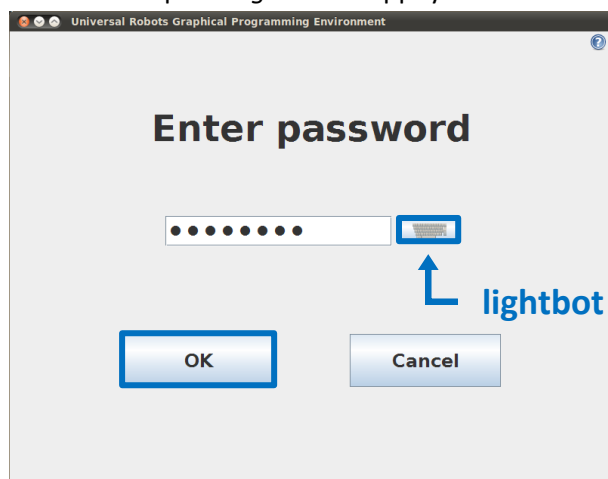 Universal Robots Graphical Programming Environment
Enter password
●●●●●●●●
lightbot
OK Cancel